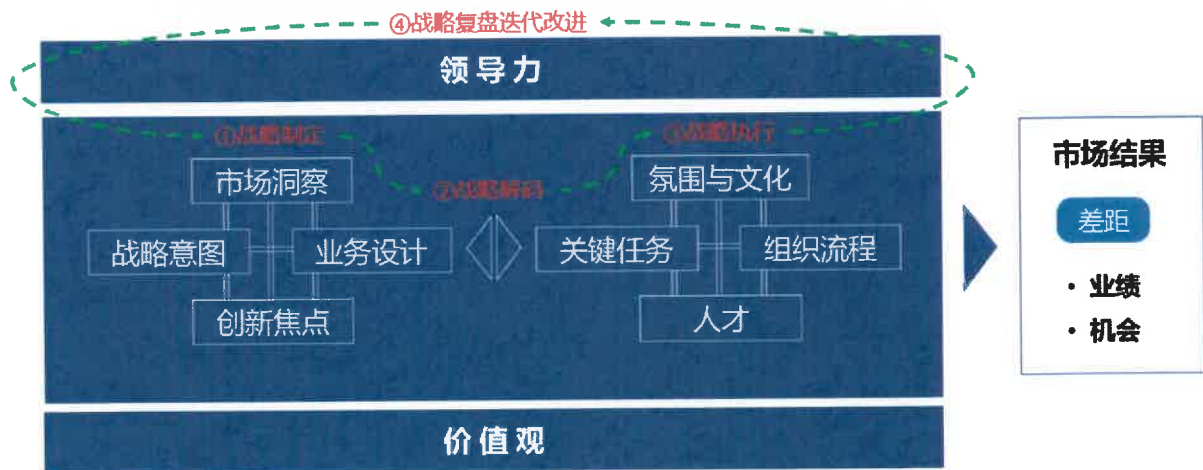 ④战略复盘迭代改进
领导力
①战略制定
③战略执行
市场洞察
氛围与文化
②战略解码
战略意图
业务设计
关键任务
组织流程
创新焦点
人才
市场结果
差距
• 业绩
• 机会
价值观